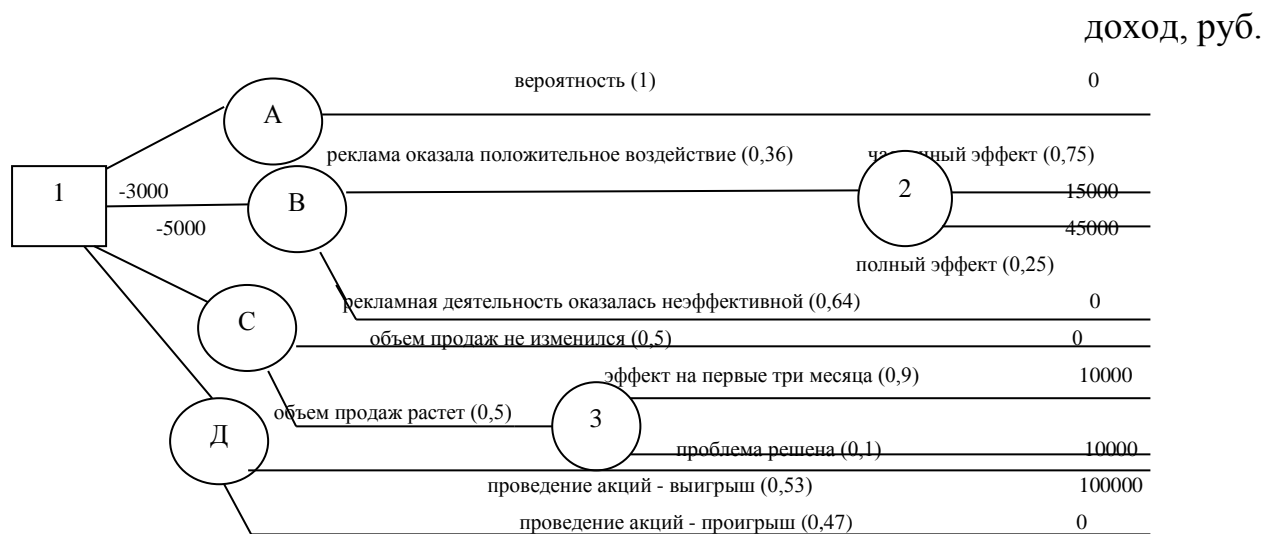 доход, руб.
вероятность (1) 0
А
реклама оказала положительное воздействие (0,36)
эффект (0,75)
1
-3000
В
2
15000
-5000
45000
полный эффект (0,25)
рекламная деятельность оказалась неэффективной (0,64) 0
С
объем продаж не изменился (0,5) 0
эффект на первые три месяца (0,9) 10000
объем продаж растет (0,5)
3
Д
проблема решена (0,1) 10000
проведение акций - выигрыш (0,53) 100000
проведение акций - проигрыш (0,47) 0